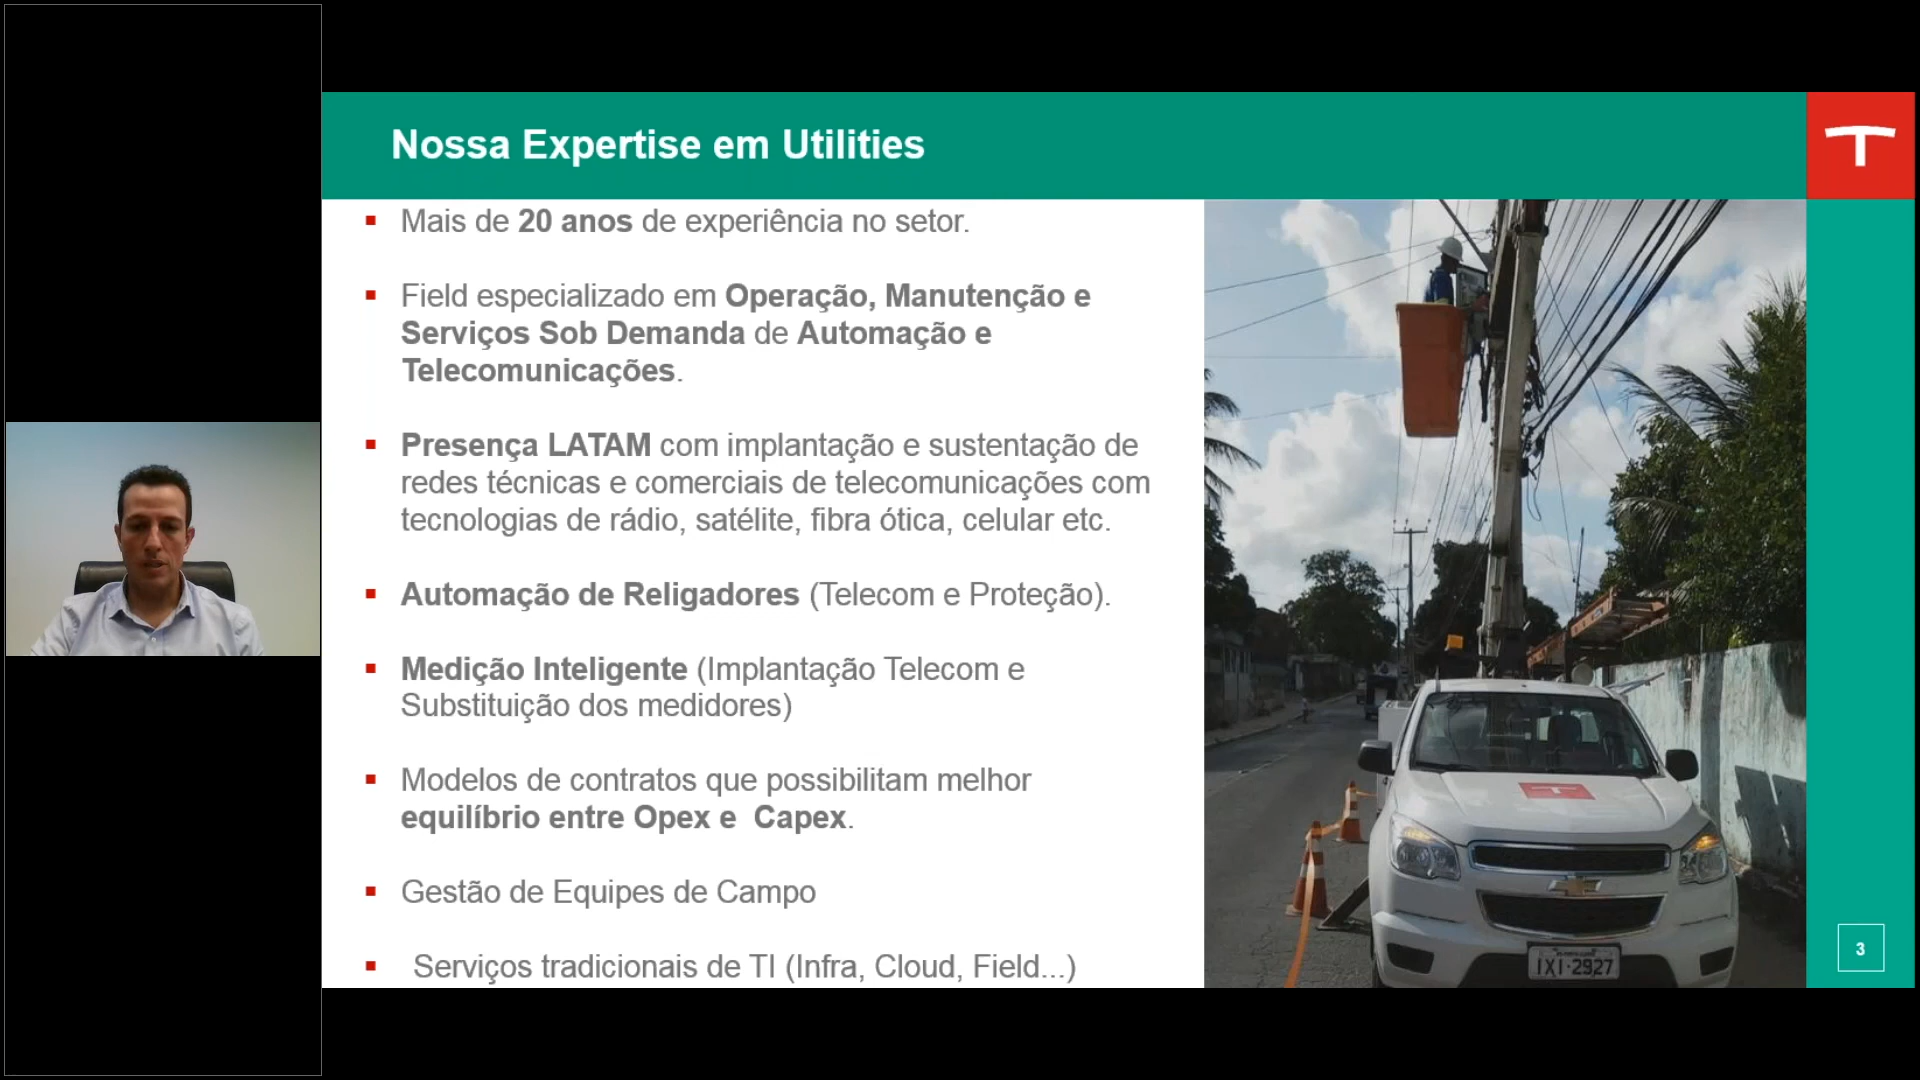 Nossa Expertise em Utilities
T
Mais de 20 anos de experiência no setor.
Field especializado em Operação, Manutenção e
Serviços Sob Demanda de Automação e
Telecomunicações.
Presença LATAM com implantação e sustentação de
redes técnicas e comerciais de telecomunicações com
tecnologias de rádio, satélite, fibra ótica, celular etc.
Automação de Religadores (Telecom e Proteção).
Medição Inteligente (Implantação Telecom e
Substituição dos medidores)
Modelos de contratos que possibilitam melhor
equilíbrio entre Opex e  Capex.
Gestão de Equipes de Campo
Serviços tradicionais de TI (Infra, Cloud, Field...)
T
IXI·2927
3